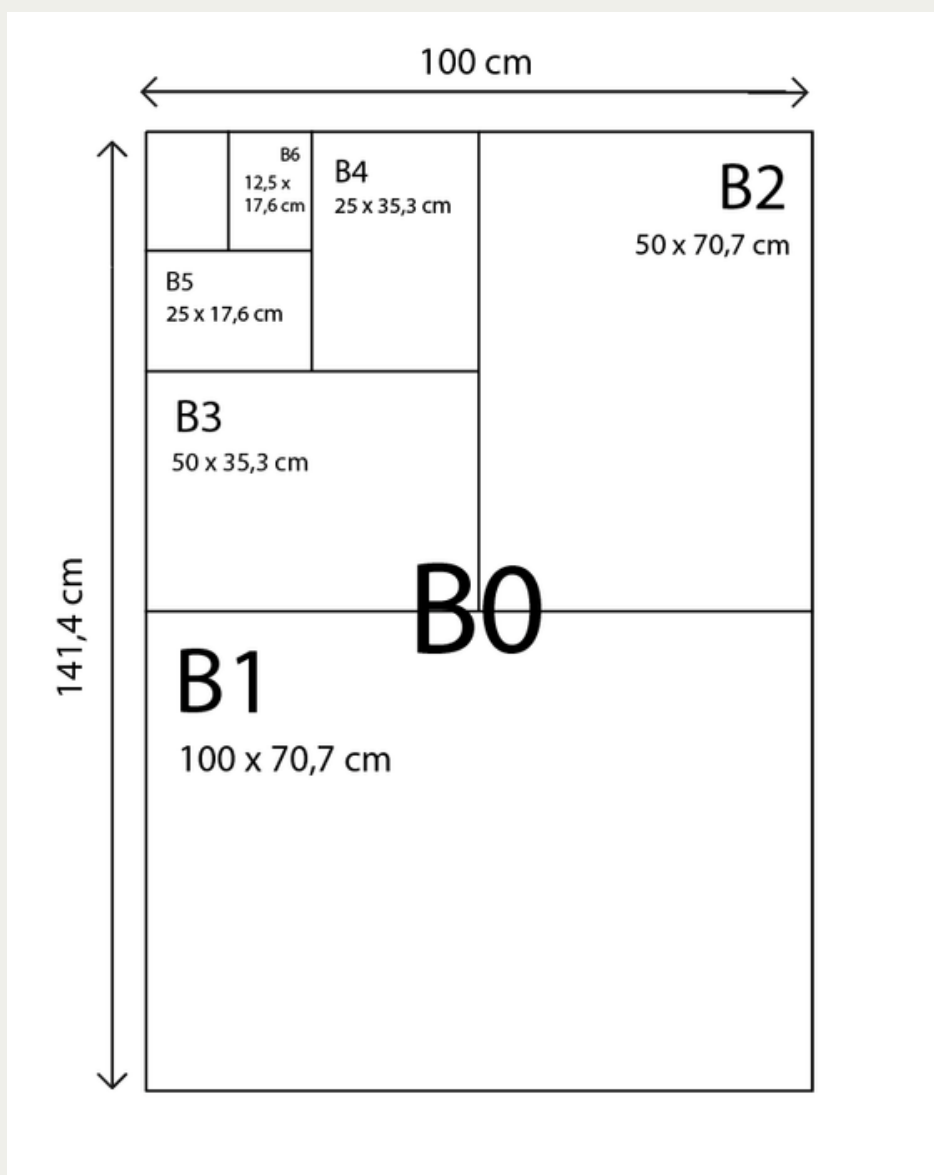 100 cm
141,4 cm
B6
12,5 x
17,6 cm
B4
25 x 35,3 cm
B2
50 x 70,7 cm
B5
25 x 17,6 cm
B3
50 x 35,3 cm
B0
B1
100 x 70,7 cm